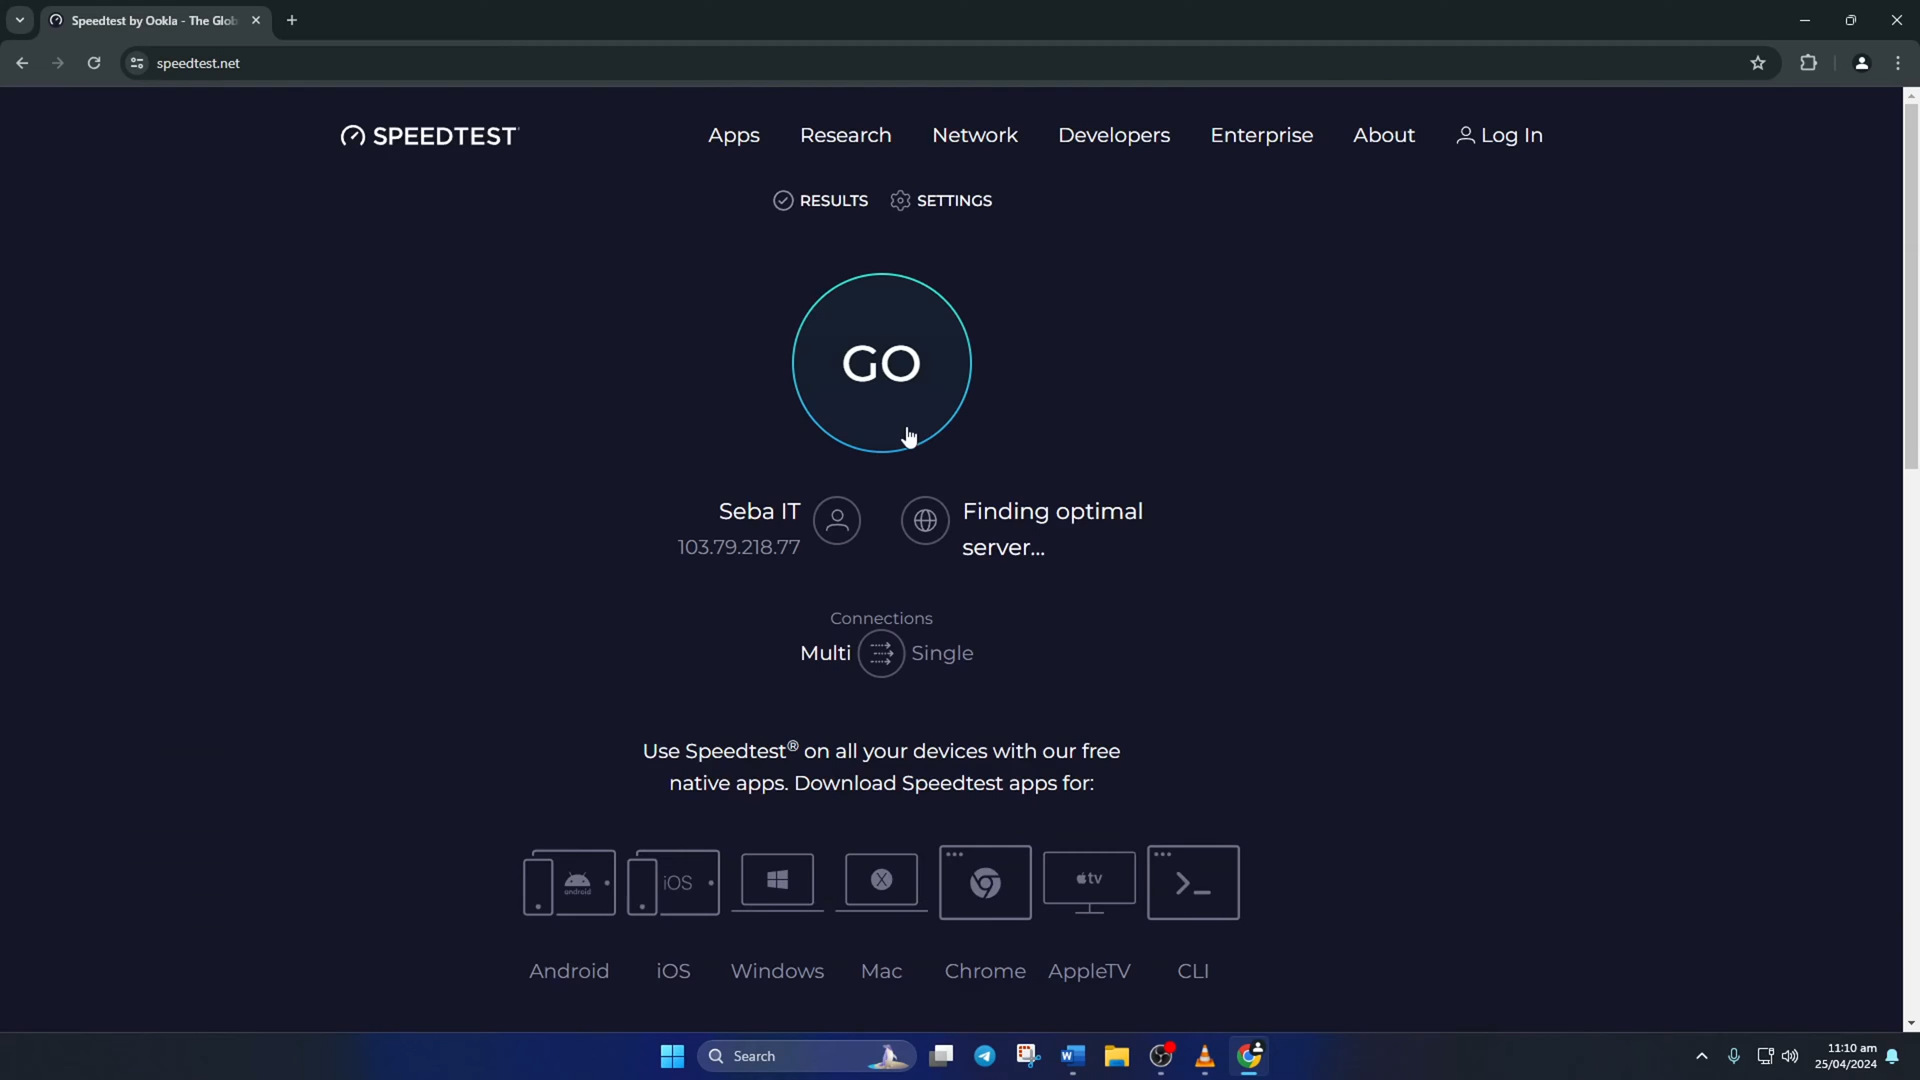 Speedtest by Ookla - The Glob
speedtest.net
SPEEDTEST
Apps Research Network Developers Enterprise About Log In
RESULTS SETTINGS
GO
Seba IT
103.79.218.77
Finding optimal
server...
Connections
Multi Single
Use Speedtest® on all your devices with our free
native apps. Download Speedtest apps for:
android iOS X tv
Android iOS Windows Mac Chrome AppleTV CLI
Search
11:10 am
25/04/2024